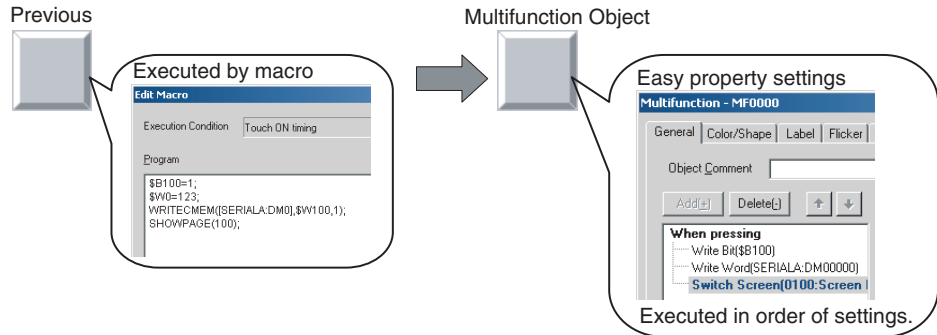 Previous
Multifunction Object
Executed by macro
Edit Macro
Execution Condition
Touch ON timing
Program
$B100=1;
$W0=123;
WRITECMEM([SERIALA:DM0],$W100,1);
SHOWPAGE(100);
Easy property settings
Multifunction - MF0000
General Color/Shape Label Flicker
Object Comment
Add[+] Delete[-]
When pressing
Write Bit($B100)
Write Word(SERIALA:DM00000)
Switch Screen(0100:Screen
Executed in order of settings.